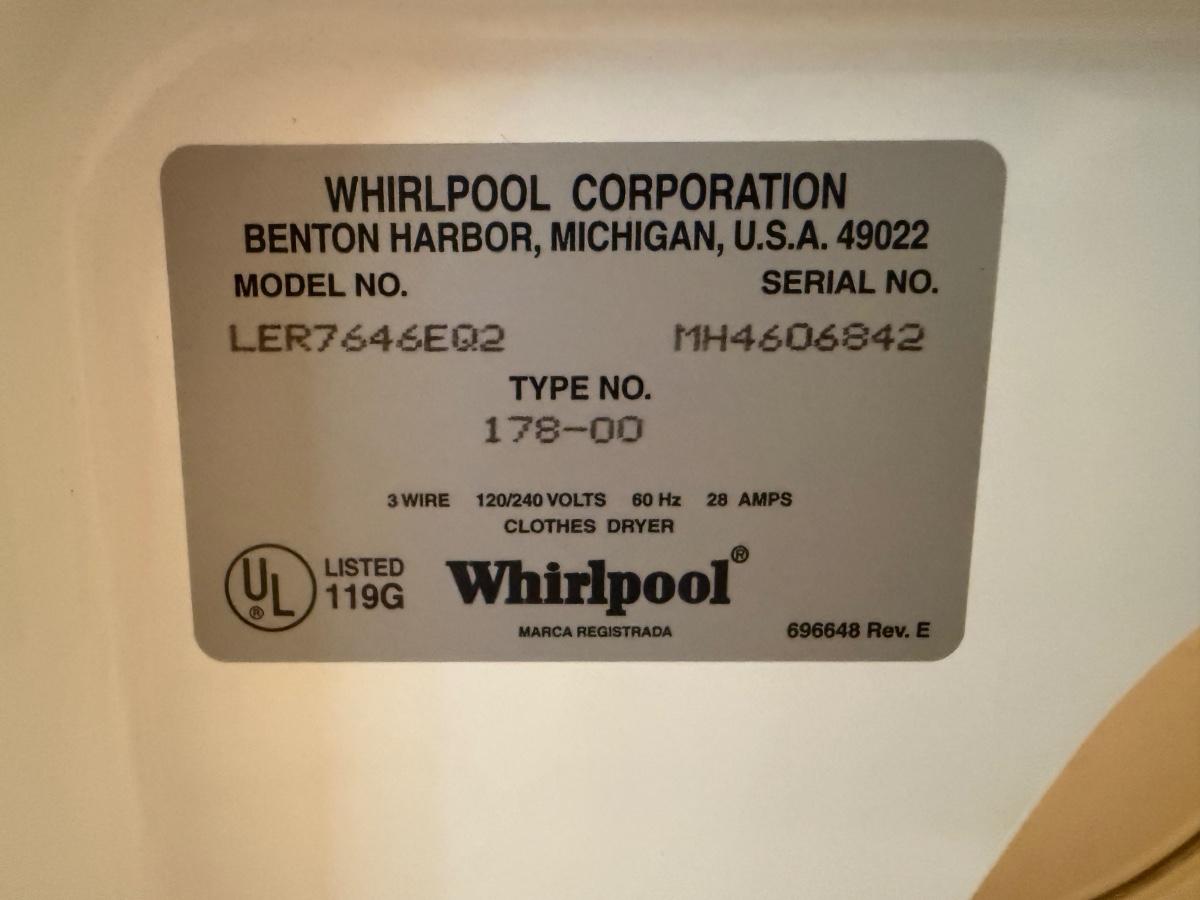 WHIRLPOOL CORPORATION
BENTON HARBOR, MICHIGAN, U.S.A. 49022
MODEL NO. SERIAL NO.
LER7646EQ2 MH4606842
TYPE NO.
178-00
3 WIRE 120/240 VOLTS 60 Hz 28 AMPS
CLOTHES DRYER
UL® LISTED 119G
Whirlpool®
MARCA REGISTRADA
696648 Rev. E